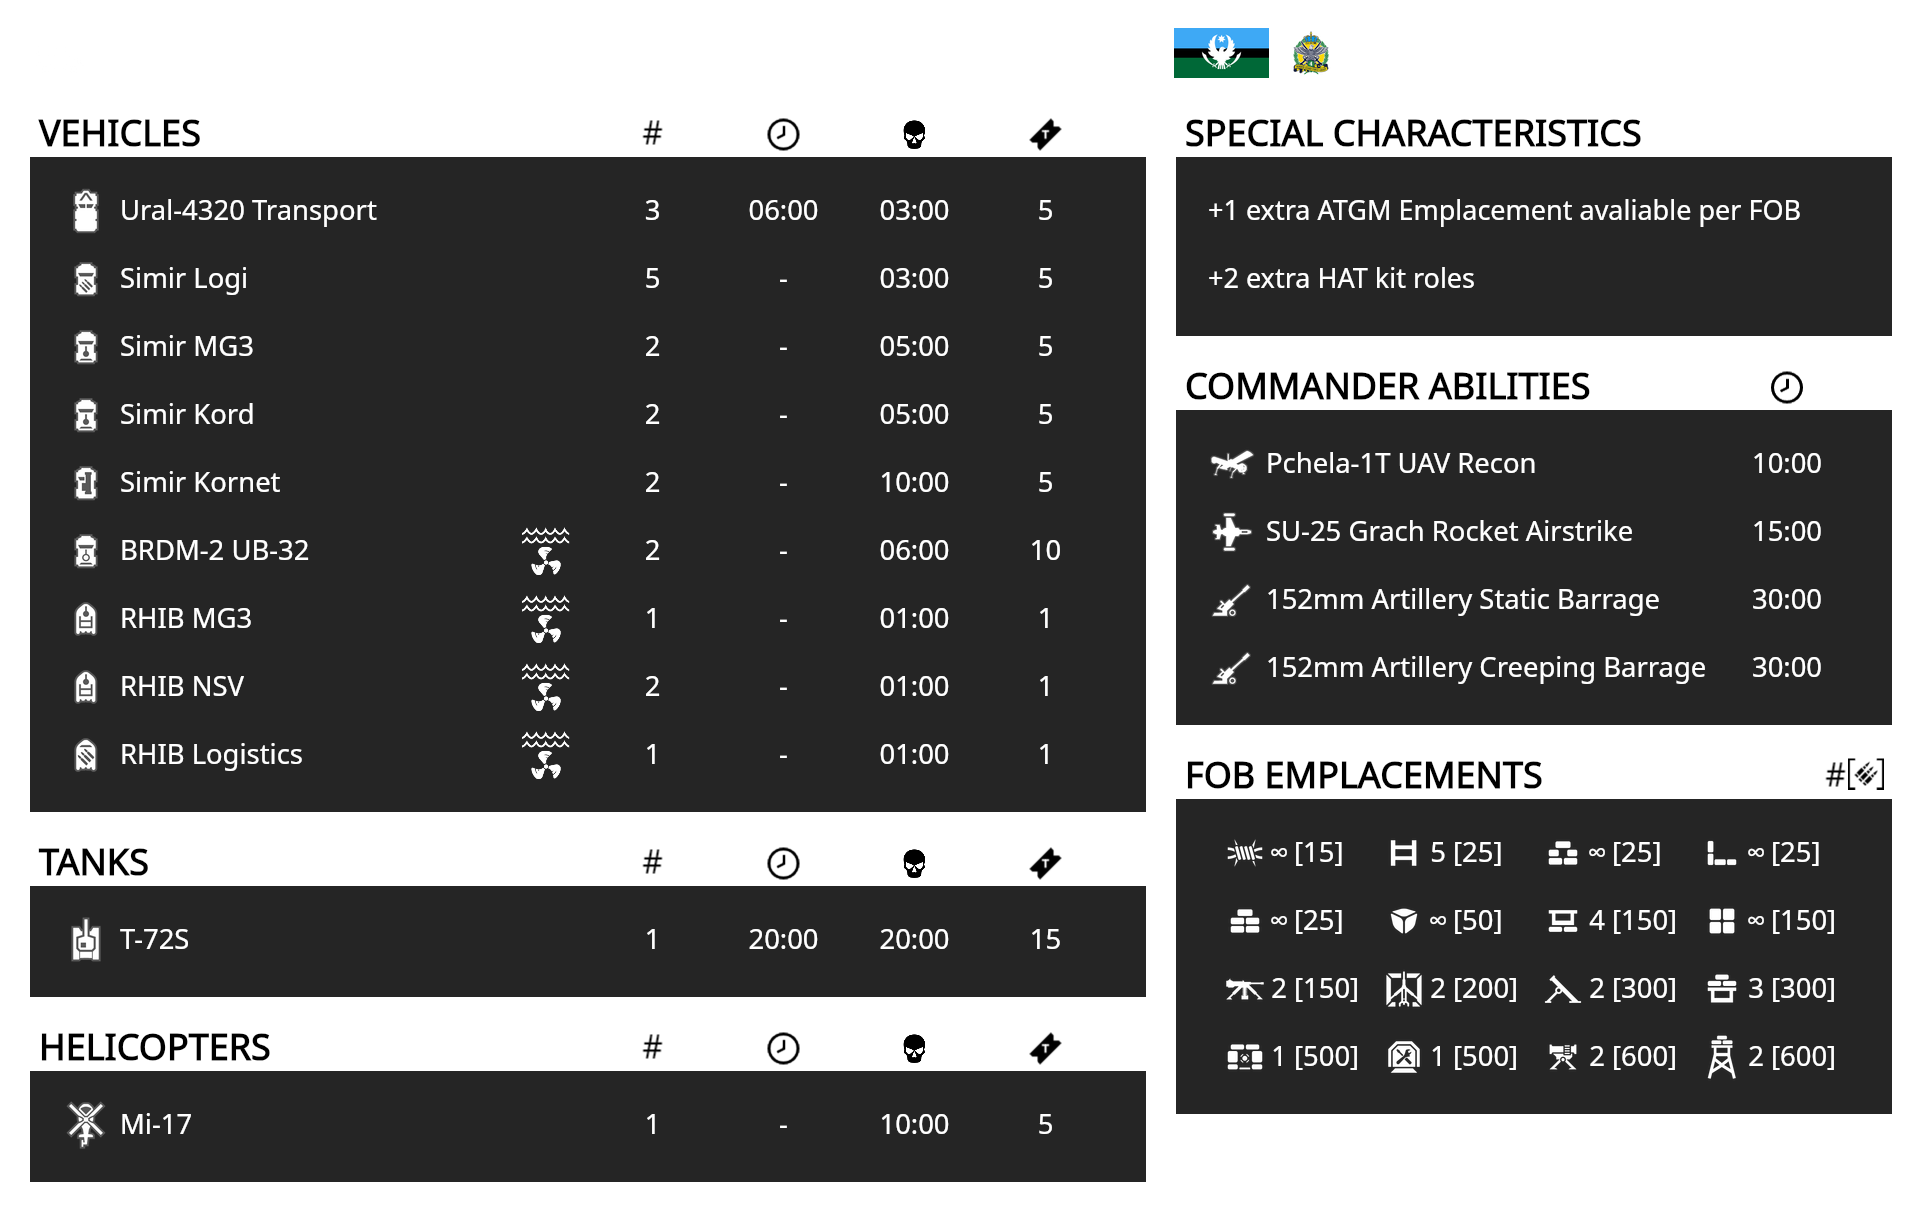 VEHICLES #
Ural-4320 Transport 3 06:00 03:00 5
Simir Logi 5 - 03:00 5
Simir MG3 2 - 05:00 5
Simir Kord 2 - 05:00 5
Simir Kornet 2 - 10:00 5
BRDM-2 UB-32 2 - 06:00 10
RHIB MG3 1 - 01:00 1
RHIB NSV 2 - 01:00 1
RHIB Logistics 1 - 01:00 1
TANKS #
T-72S 1 20:00 20:00 15
HELICOPTERS #
Mi-17 1 - 10:00 5
SPECIAL CHARACTERISTICS
+1 extra ATGM Emplacement avaliable per FOB
+2 extra HAT kit roles
COMMANDER ABILITIES
Pchela-1T UAV Recon 10:00
SU-25 Grach Rocket Airstrike 15:00
152mm Artillery Static Barrage 30:00
152mm Artillery Creeping Barrage 30:00
FOB EMPLACEMENTS #[]
∞ [15] 5 [25] ∞ [25] ∞ [25]
∞ [25] ∞ [50] 4 [150] ∞ [150]
2 [150] 2 [200] 2 [300] 3 [300]
1 [500] 1 [500] 2 [600] 2 [600]